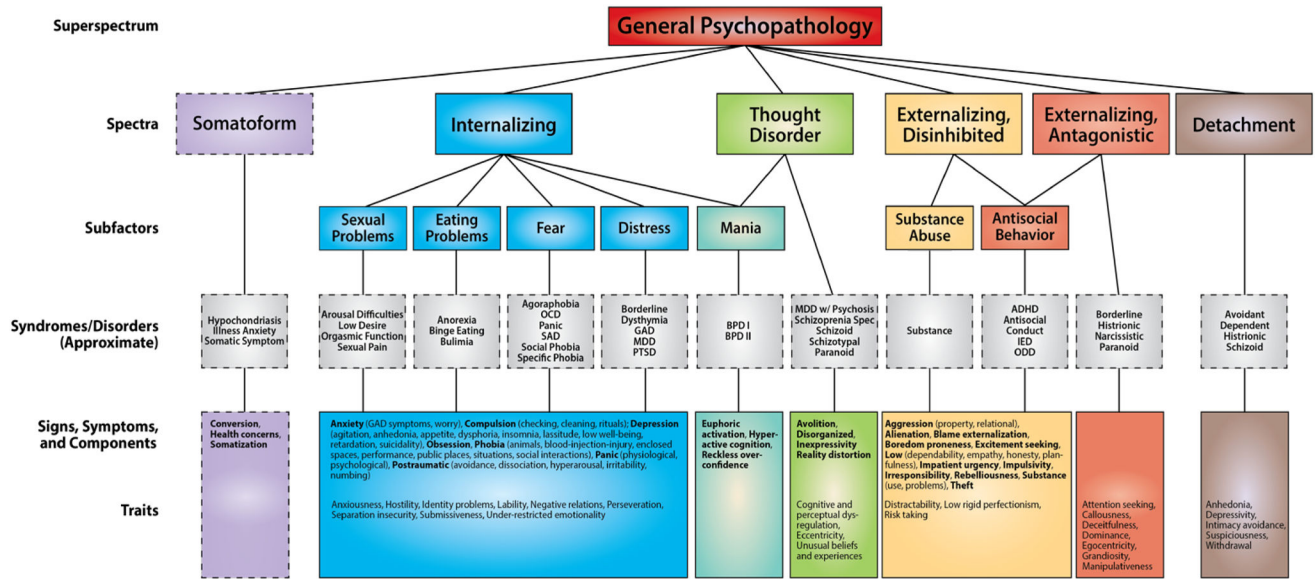 Superspectrum
General Psychopathology
Spectra
Somatoform
Internalizing
Thought
Disorder
Externalizing,
Disinhibited
Externalizing,
Antagonistic
Detachment
Subfactors
Sexual
Problems
Eating
Problems
Fear
Distress
Mania
Substance
Abuse
Antisocial
Behavior
Syndromes/Disorders
(Approximate)
Hypochondriasis
Illness Anxiety
Somatic Symptom
Arousal Difficulties
Low Desire
Orgasmic Function
Sexual Pain
Anorexia
Binge Eating
Bulimia
Agoraphobia
OCD
Panic
SAD
Social Phobia
Specific Phobia
Borderline
Dysthymia
GAD
MDD
PTSD
BPD I
BPD II
MDD w/ Psychosis
Schizoprenia Spec
Schizoid
Schizotypal
Paranoid
Substance
ADHD
Antisocial
Conduct
IED
ODD
Borderline
Histrionic
Narcissistic
Paranoid
Avoidant
Dependent
Histrionic
Schizoid
Signs, Symptoms,
and Components
Conversion,
Health concerns,
Somatization
Anxiety (GAD symptoms, worry), Compulsion (checking, cleaning, rituals); Depression
(agitation, anhedonia, appetite, dysphoria, insomnia, lassitude, low well-being,
retardation, suicidality), Obsession, Phobia (animals, blood-injection-injury, enclosed
spaces, performance, public places, situations, social interactions), Panic (physiological,
psychological), Postraumatic (avoidance, dissociation, hyperarousal, irritability,
numbing)
Euphoric
activation, Hyper-
active cognition,
Reckless over-
confidence
Avolition,
Disorganized,
Inexpressivity
Reality distortion
Aggression (property, relational),
Alienation, Blame externalization,
Boredom proneness, Excitement seeking,
Low (dependability, empathy, honesty, plan-
fulness), Impatient urgency, Impulsivity,
Irresponsibility, Rebelliousness, Substance
(use, problems), Theft
Traits
Anxiousness, Hostility, Identity problems, Lability, Negative relations, Perseveration,
Separation insecurity, Submissiveness, Under-restricted emotionality
Cognitive and
perceptual dys-
regulation,
Eccentricity,
Unusual beliefs
and experiences
Distractability, Low rigid perfectionism,
Risk taking
Attention seeking,
Callousness,
Deceitfulness,
Dominance,
Egocentricity,
Grandiosity,
Manipulativeness
Anhedonia,
Depressivity,
Intimacy avoidance,
Suspiciousness,
Withdrawal